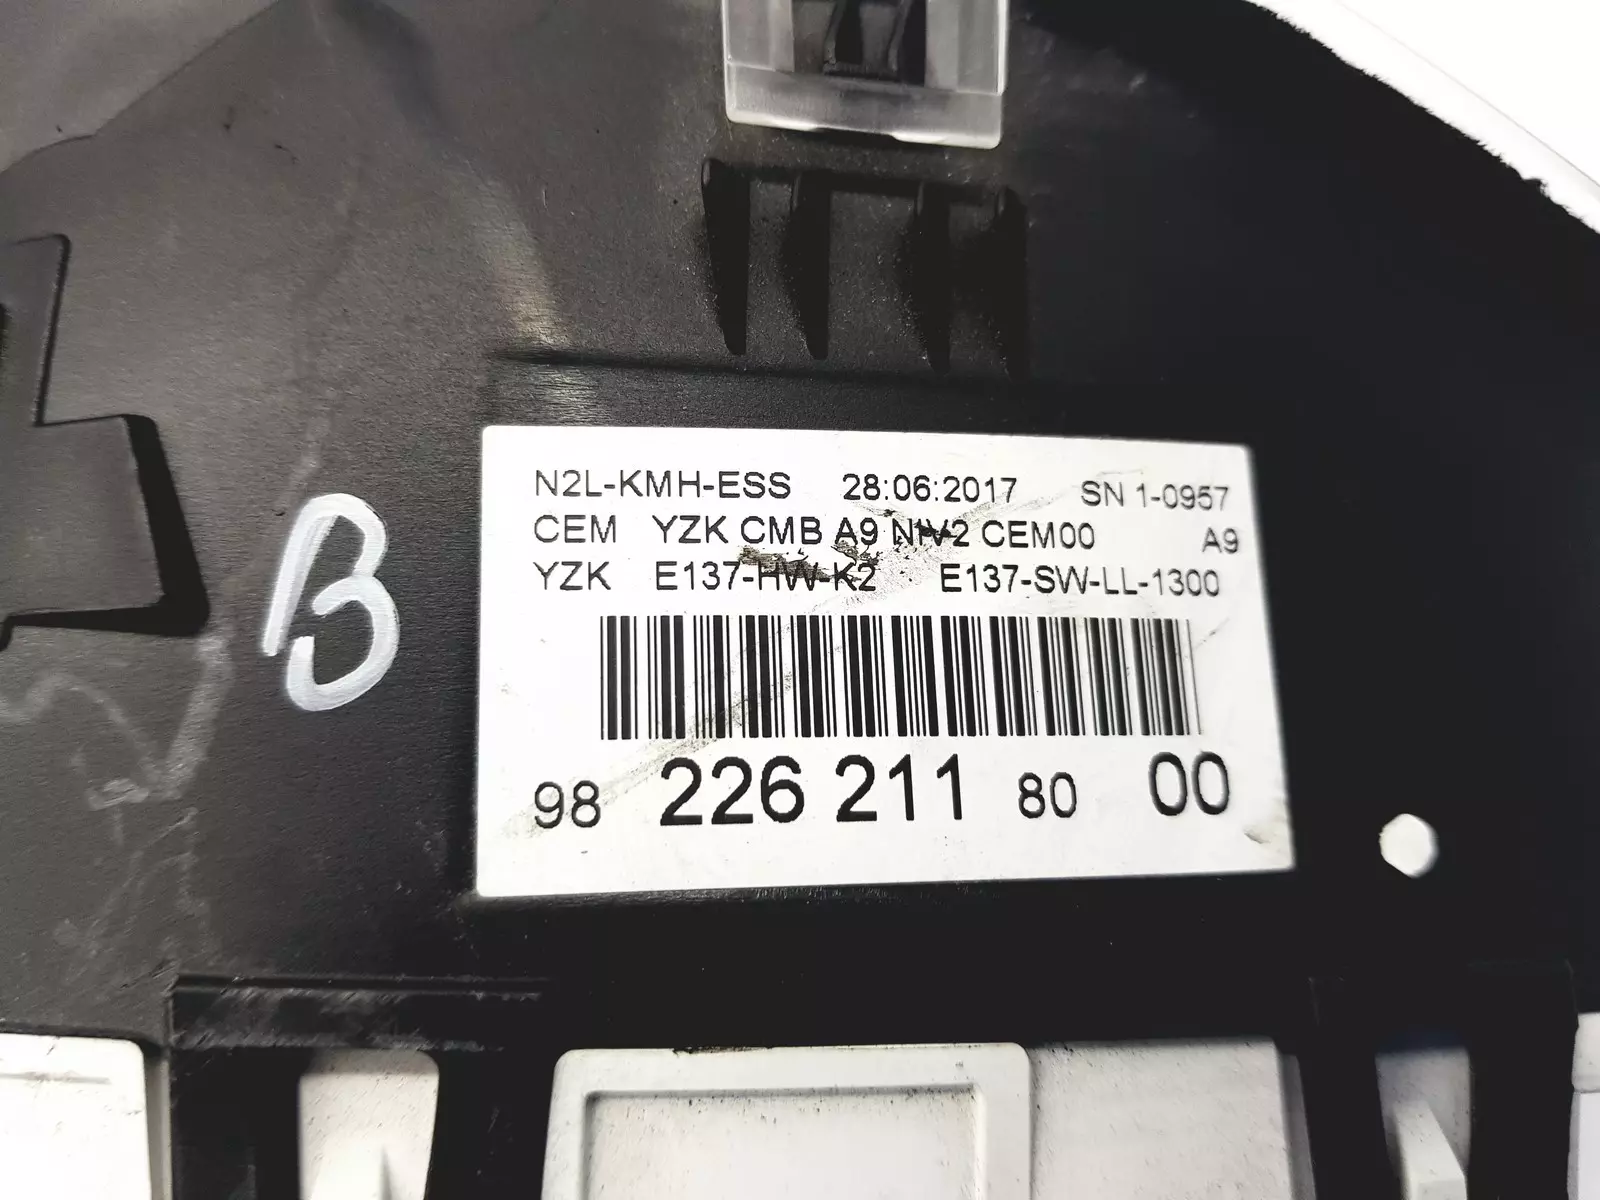 N2L-KMH-ESS 28:06:2017 SN 1-0957
CEM YZK CMB A9 NIV2 CEM00 A9
YZK E137-HW-K2 E137-SW-LL-1300
98 226 211 80 00
B